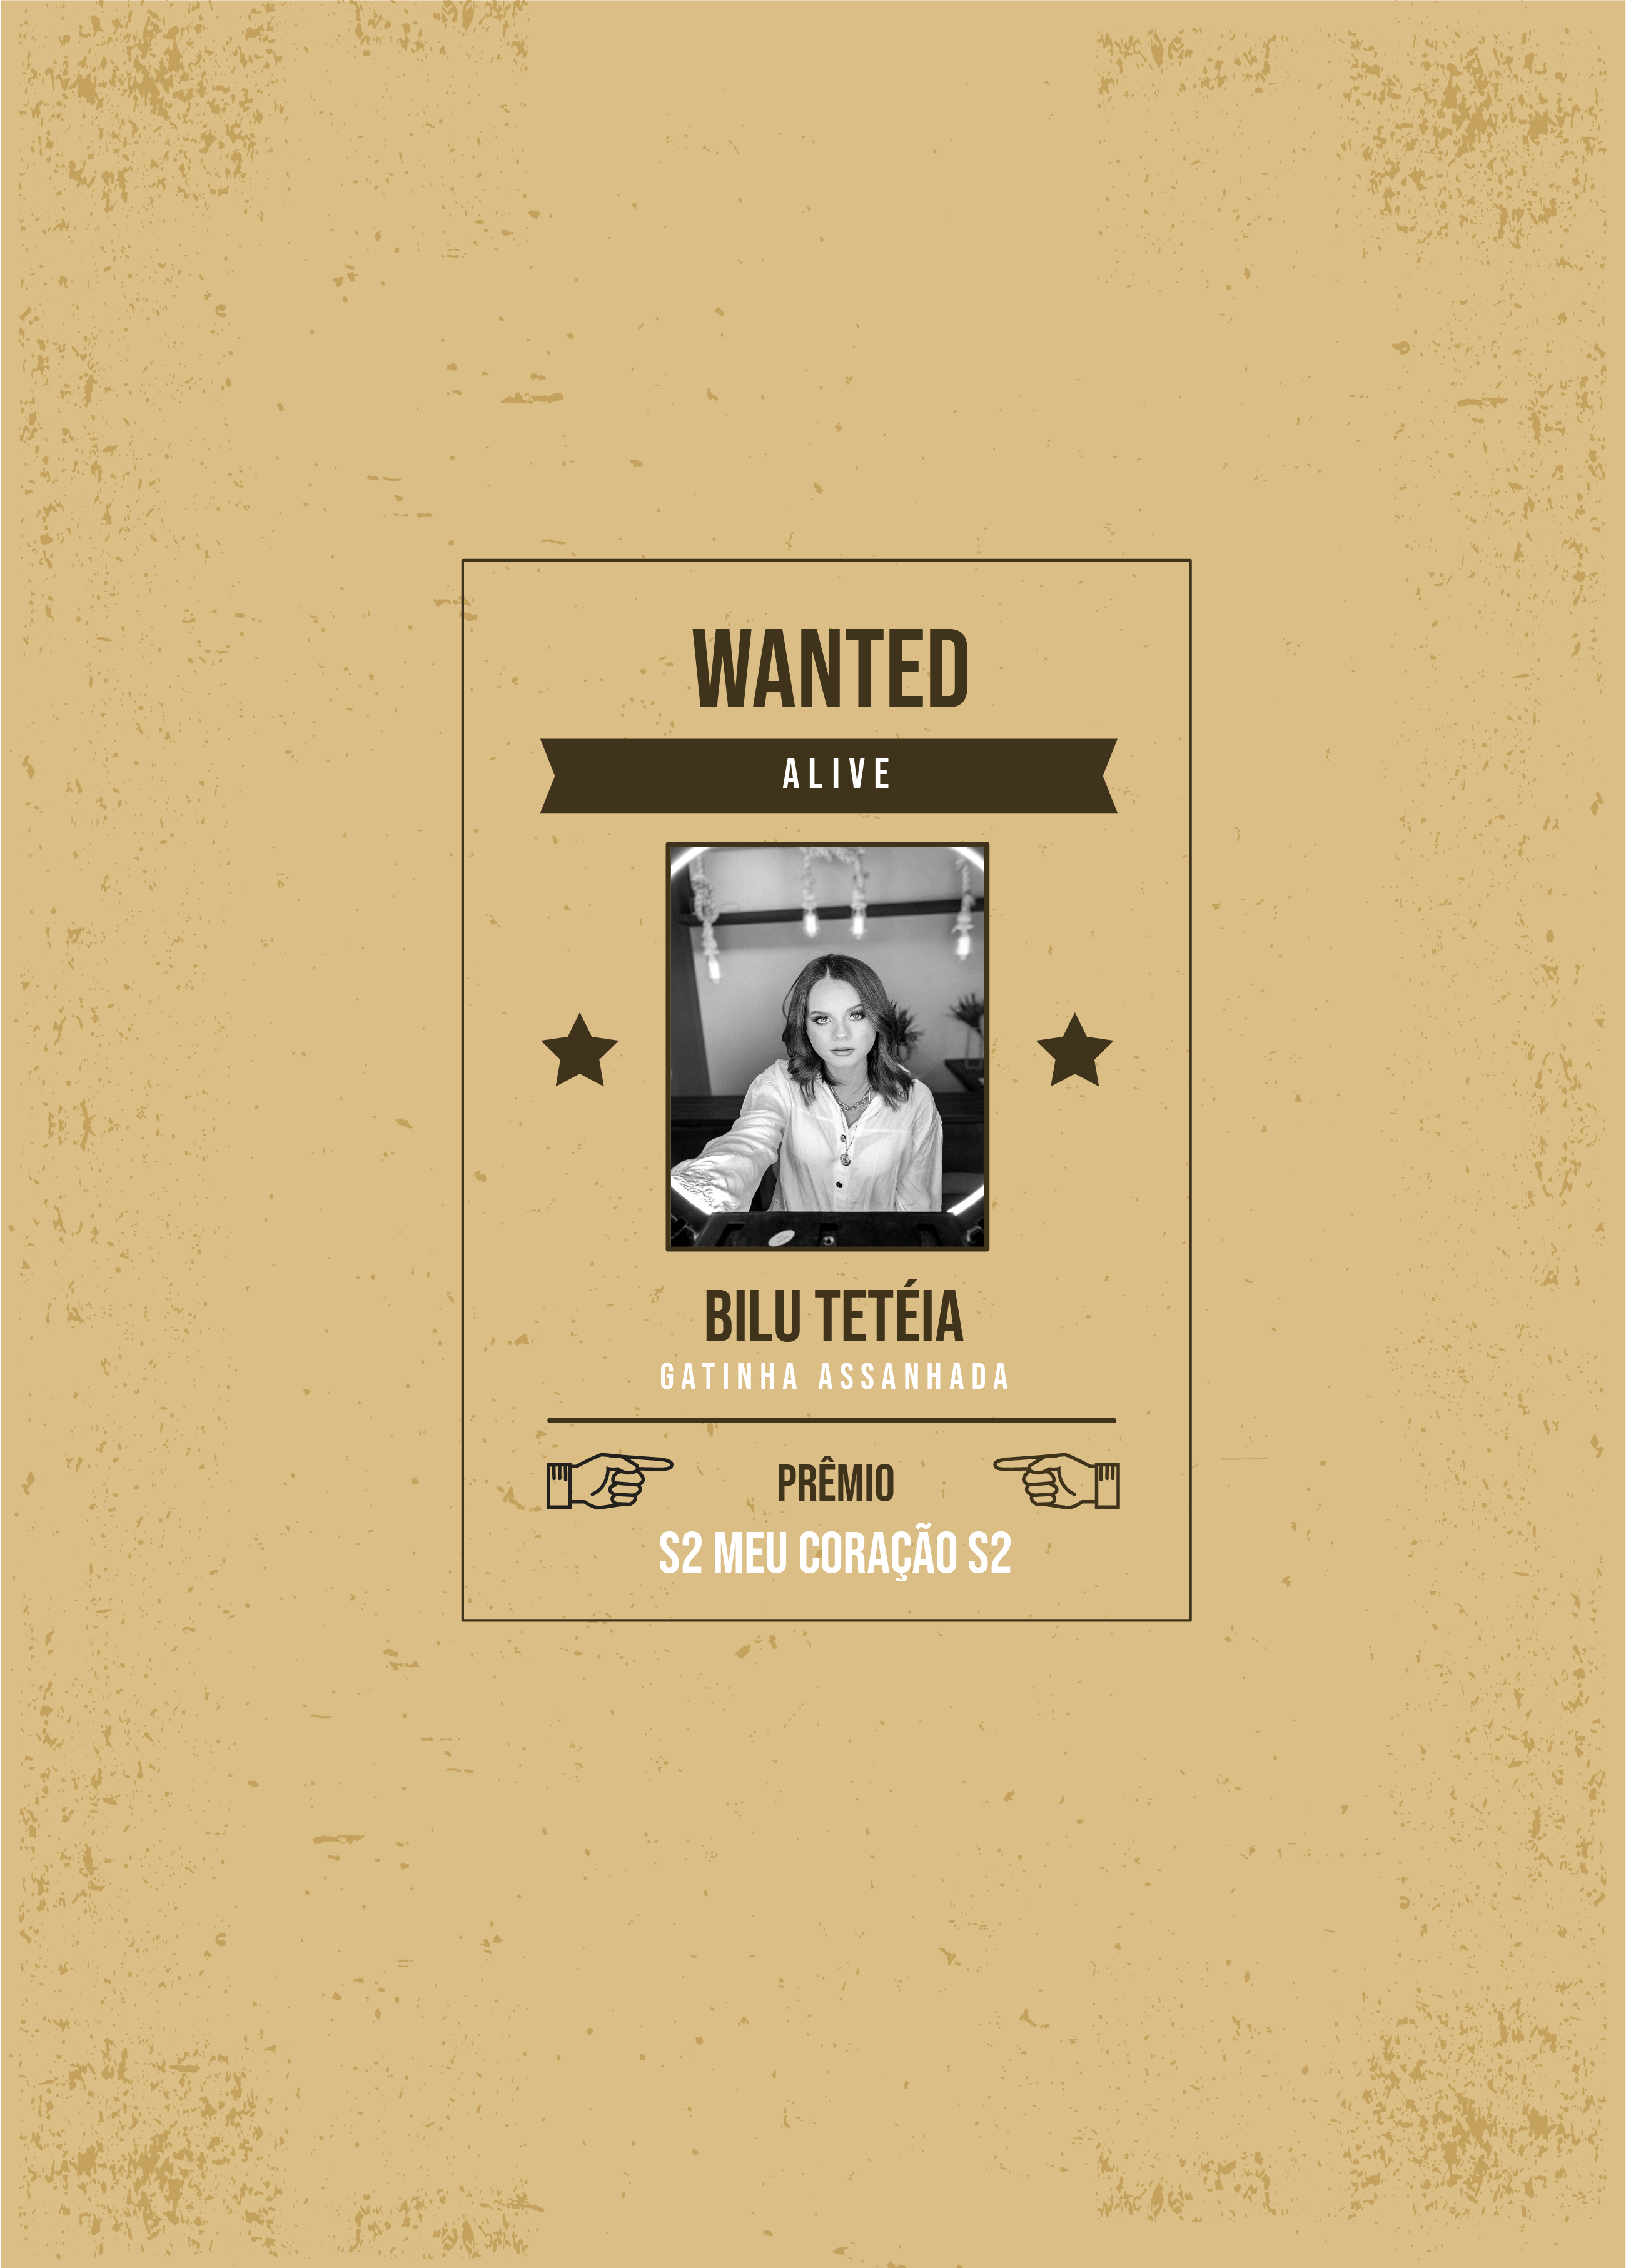 WANTED
ALIVE
BILU TETÉIA
GATINHA ASSANHADA
PRÊMIO
S2 MEU CORAÇÃO S2